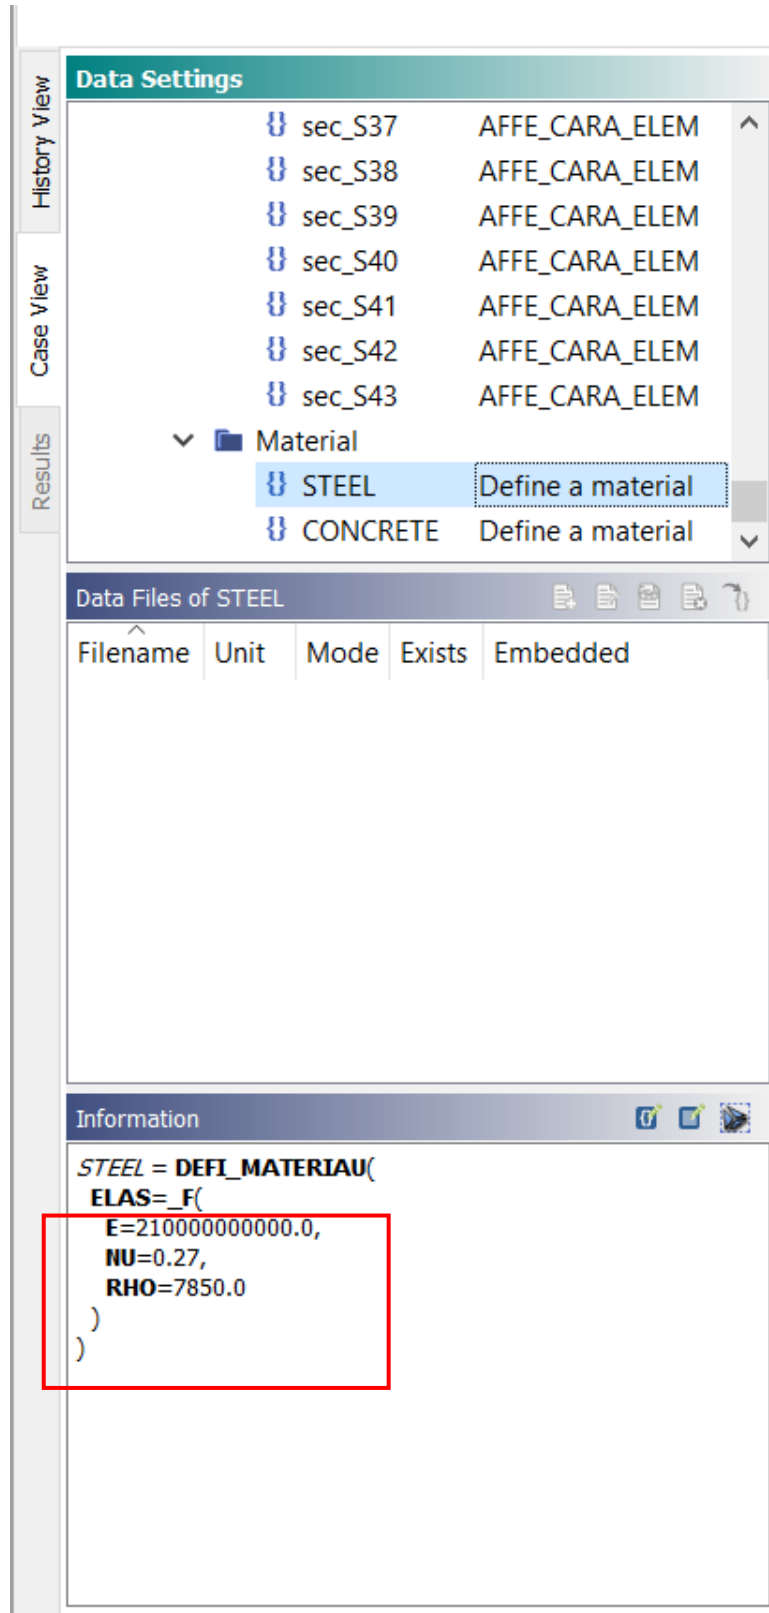 History View
Case View
Results
Data Settings
sec_S37 AFFE_CARA_ELEM
sec_S38 AFFE_CARA_ELEM
sec_S39 AFFE_CARA_ELEM
sec_S40 AFFE_CARA_ELEM
sec_S41 AFFE_CARA_ELEM
sec_S42 AFFE_CARA_ELEM
sec_S43 AFFE_CARA_ELEM
Material
STEEL Define a material
CONCRETE Define a material
Data Files of STEEL
Filename Unit Mode Exists Embedded
Information
STEEL = DEFI_MATERIAU(
ELAS=_F(
E=210000000000.0,
NU=0.27,
RHO=7850.0
)
)